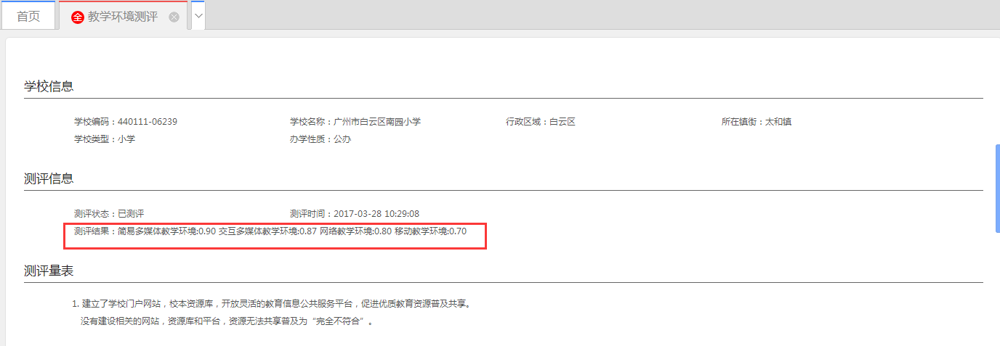 首页 全 教学环境测评
学校信息
学校编码：440111-06239 学校名称：广州市白云区南园小学 行政区域：白云区 所在镇街：太和镇
学校类型：小学 办学性质：公办
测评信息
测评状态：已测评 测评时间：2017-03-28 10:29:08
测评结果：简易多媒体教学环境:0.90 交互多媒体教学环境:0.87 网络教学环境:0.80 移动教学环境:0.70
测评量表
1. 建立了学校门户网站，校本资源库，开放灵活的教育信息公共服务平台，促进优质教育资源普及共享。
没有建设相关的网站，资源库和平台，资源无法共享普及为“完全不符合”。